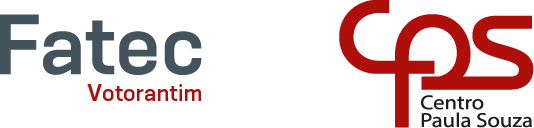 Fatec
Votorantim
cps
Centro
Paula Souza